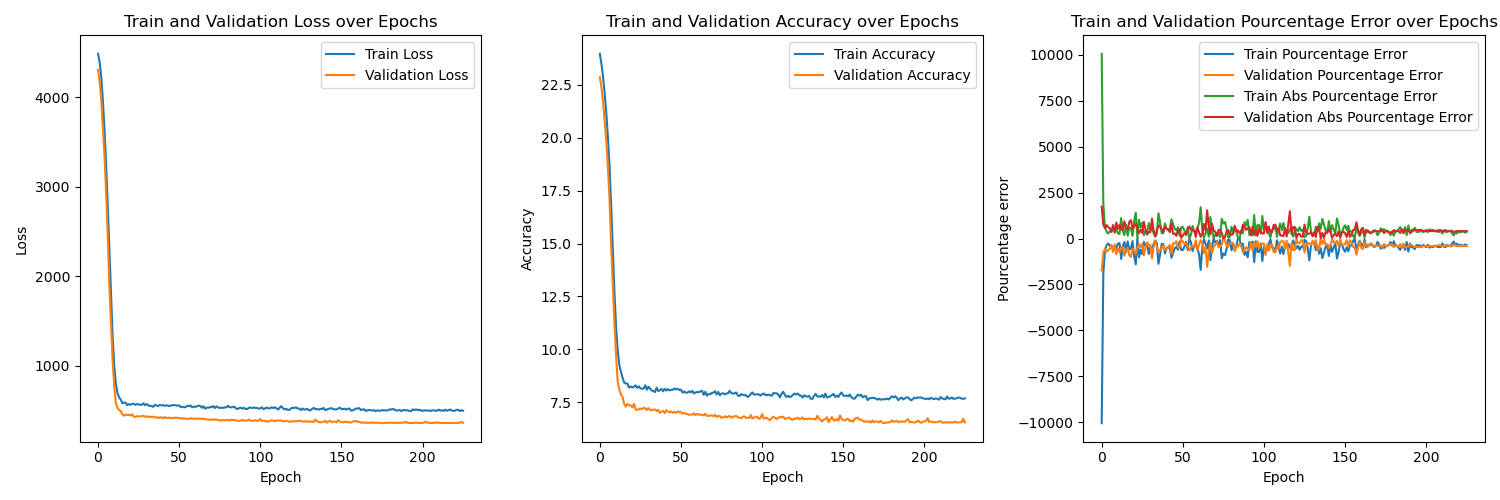 Train and Validation Loss over Epochs
Loss
4000
3000
2000
1000
Train Loss
Validation Loss
0
50
100
150
200
Epoch
Train and Validation Accuracy over Epochs
Accuracy
22.5
20.0
17.5
15.0
12.5
10.0
7.5
Train Accuracy
Validation Accuracy
0
50
100
150
200
Epoch
Train and Validation Pourcentage Error over Epochs
Pourcentage error
10000
7500
5000
2500
0
−2500
−5000
−7500
−10000
Train Pourcentage Error
Validation Pourcentage Error
Train Abs Pourcentage Error
Validation Abs Pourcentage Error
0
50
100
150
200
Epoch